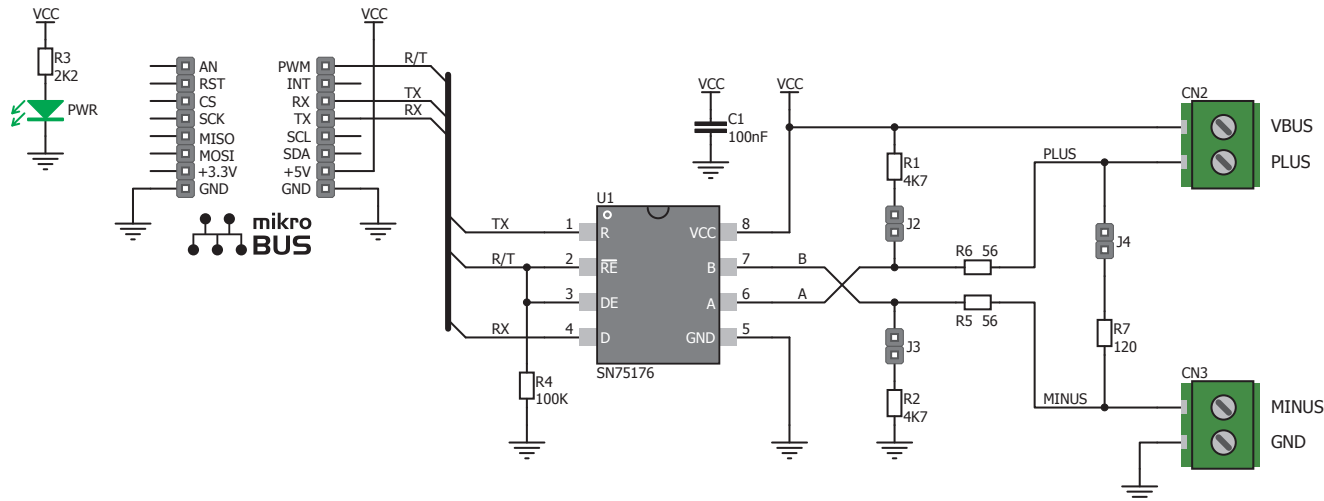 VCC
R3
2K2
PWR
AN
RST
CS
SCK
MISO
MOSI
+3.3V
GND
VCC
PWM
INT
RX
TX
SCL
SDA
+5V
GND
mikro
BUS
R/T
TX
RX
TX
R/T
RX
R4
100K
U1
1
2
3
4
R
RE
DE
D
VCC
B
A
GND
8
7
6
5
SN75176
VCC
C1
100nF
VCC
R1
4K7
J2
B
A
J3
R2
4K7
R6 56
R5 56
PLUS
MINUS
J4
R7
120
CN2
VBUS
PLUS
CN3
MINUS
GND